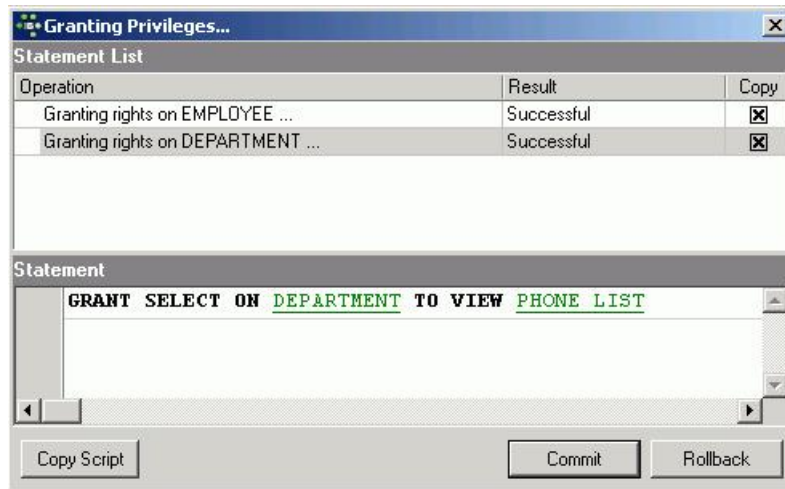 Granting Privileges...
Statement List
Operation Result Copy
Granting rights on EMPLOYEE ... Successful
Granting rights on DEPARTMENT ... Successful
Statement
GRANT SELECT ON DEPARTMENT TO VIEW PHONE LIST
Copy Script Commit Rollback